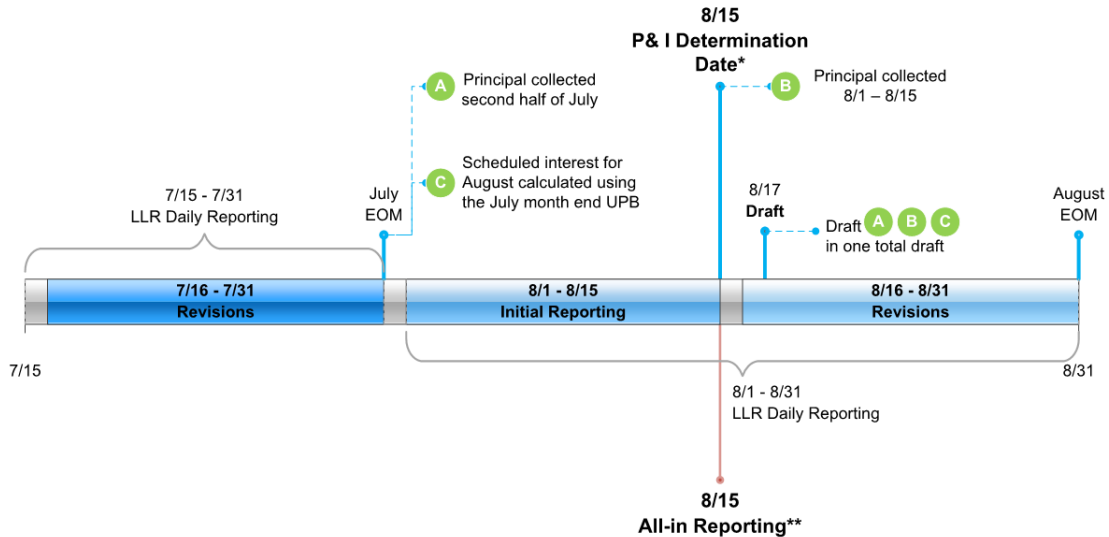 8/15
P& I Determination
Date*
A
Principal collected
second half of July
B
Principal collected
8/1 – 8/15
C
Scheduled interest for
August calculated using
the July month end UPB
7/15 - 7/31
LLR Daily Reporting
July
EOM
8/17
Draft
Draft A B C
in one total draft
August
EOM
7/16 - 7/31
Revisions
8/1 - 8/15
Initial Reporting
8/16 - 8/31
Revisions
7/15
8/31
8/1 - 8/31
LLR Daily Reporting
8/15
All-in Reporting**